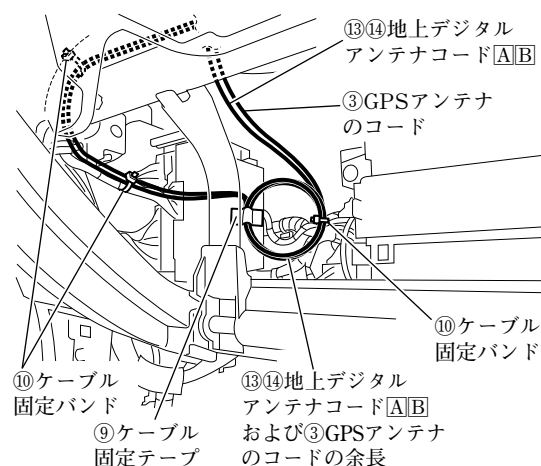 ⑬⑭地上デジタル
アンテナコード🄰🄱
③GPSアンテナ
のコード
⑩ケーブル
固定バンド
⑩ケーブル
固定バンド
⑨ケーブル
固定テープ
⑬⑭地上デジタル
アンテナコード🄰🄱
および③GPSアンテナ
のコードの余長